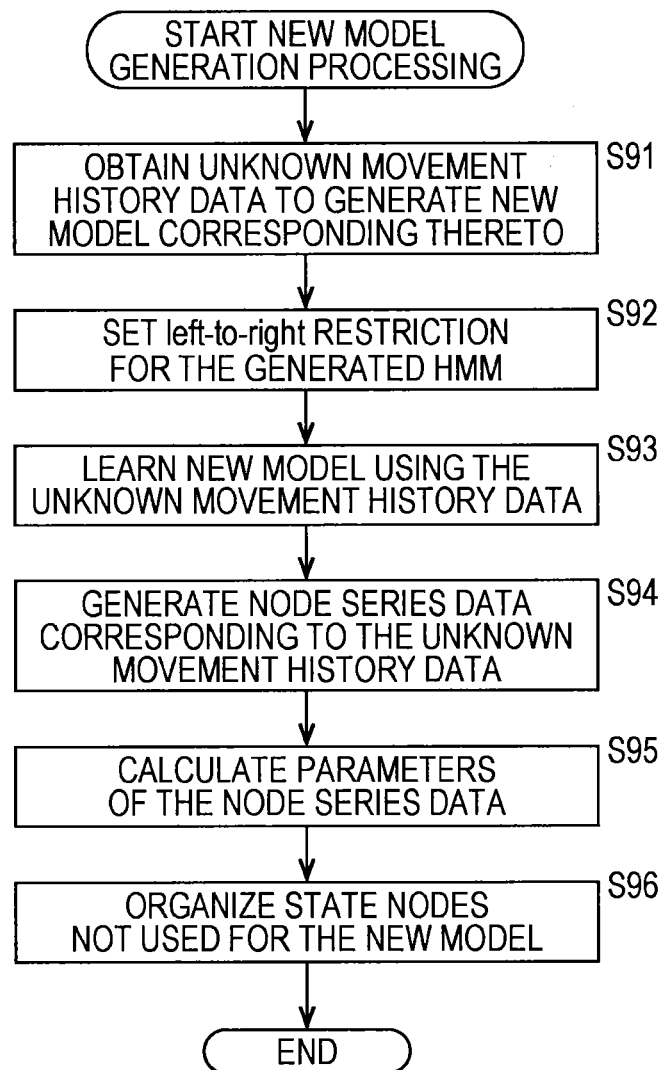 START NEW MODEL
GENERATION PROCESSING
S91
OBTAIN UNKNOWN MOVEMENT
HISTORY DATA TO GENERATE NEW
MODEL CORRESPONDING THERETO
S92
SET left-to-right RESTRICTION
FOR THE GENERATED HMM
S93
LEARN NEW MODEL USING THE
UNKNOWN MOVEMENT HISTORY DATA
S94
GENERATE NODE SERIES DATA
CORRESPONDING TO THE UNKNOWN
MOVEMENT HISTORY DATA
S95
CALCULATE PARAMETERS
OF THE NODE SERIES DATA
S96
ORGANIZE STATE NODES
NOT USED FOR THE NEW MODEL
END